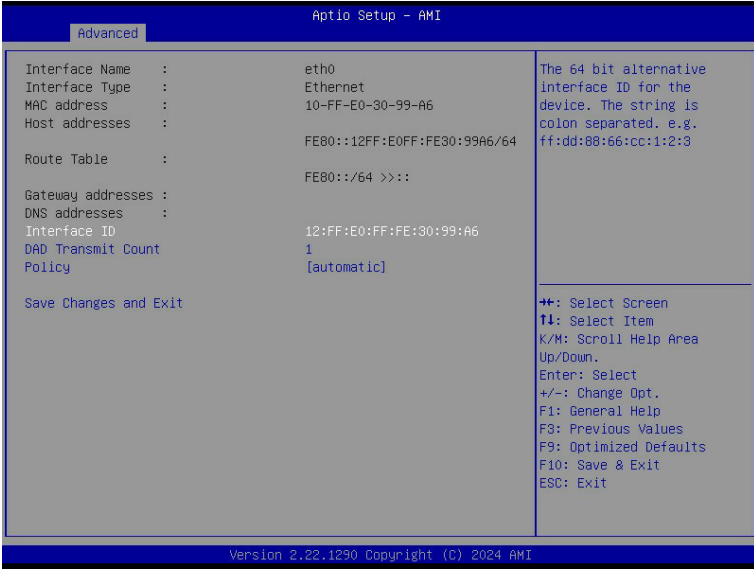 Aptio Setup – AMI
Advanced
Interface Name : eth0
Interface Type : Ethernet
MAC address : 10-FF-E0-30-99-A6
Host addresses :
FE80::12FF:E0FF:FE30:99A6/64
Route Table :
FE80::/64 >>::
Gateway addresses :
DNS addresses :
Interface ID 12:FF:E0:FF:FE:30:99:A6
DAD Transmit Count 1
Policy [automatic]
Save Changes and Exit
The 64 bit alternative
interface ID for the
device. The string is
colon separated. e.g.
ff:dd:88:66:cc:1:2:3
→←: Select Screen
↑↓: Select Item
K/M: Scroll Help Area
Up/Down.
Enter: Select
+/-: Change Opt.
F1: General Help
F3: Previous Values
F9: Optimized Defaults
F10: Save & Exit
ESC: Exit
Version 2.22.1290 Copyright (C) 2024 AMI